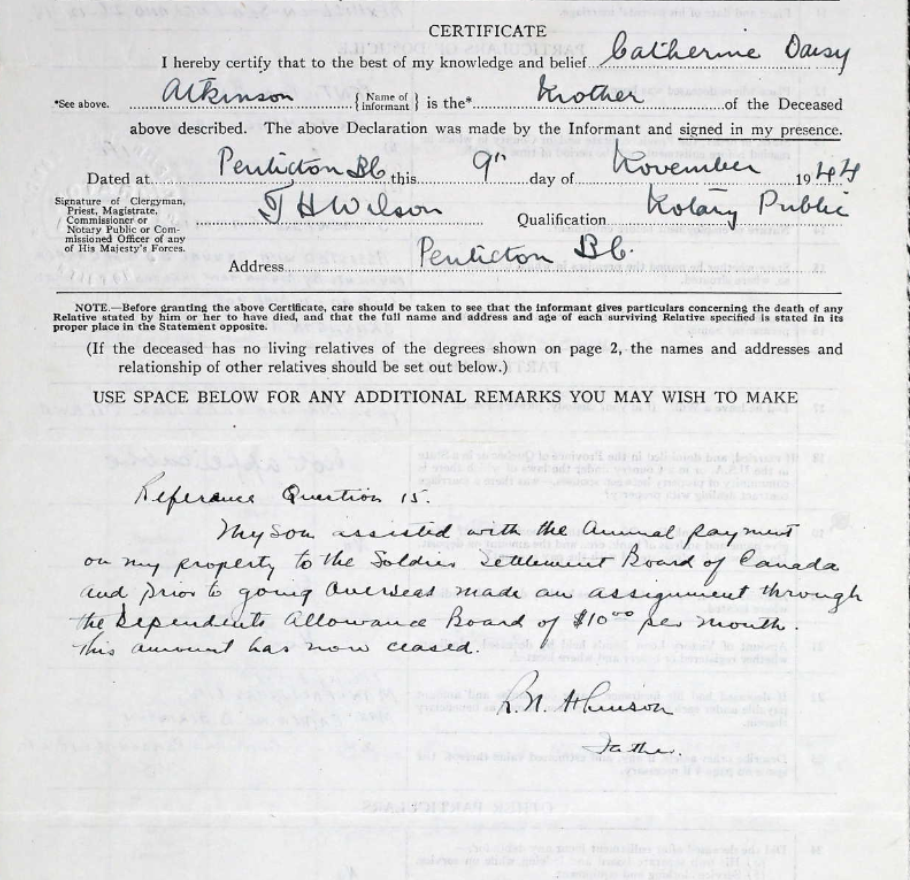 CERTIFICATE
I hereby certify that to the best of my knowledge and belief Catherine Daisy
*See above. Atkinson {Name of Informant} is the* Mother of the Deceased
above described. The above Declaration was made by the Informant and signed in my presence.
Dated at Penticton BC this 9" day of November 1944
Signature of Clergyman,
Priest, Magistrate,
Commissioner or
Notary Public or Com-
missioned Officer of any
of His Majesty's Forces.
T H Wilson Qualification Notary Public
Address Penticton BC.
NOTE.—Before granting the above Certificate, care should be taken to see that the informant gives particulars concerning the death of any
Relative stated by him or her to have died, and that the full name and address and age of each surviving Relative specified is stated in its
proper place in the Statement opposite.
(If the deceased has no living relatives of the degrees shown on page 2, the names and addresses and
relationship of other relatives should be set out below.)
USE SPACE BELOW FOR ANY ADDITIONAL REMARKS YOU MAY WISH TO MAKE
Referance Question 15.
My son assisted with the Annual payment
on my property to the Soldiers Settlement Board of Canada
and prior to going Overseas made an assignment through
the Dependents Allowance Board of $10.00 per month.
this amount has now ceased.
R.N. Atkinson
Father.